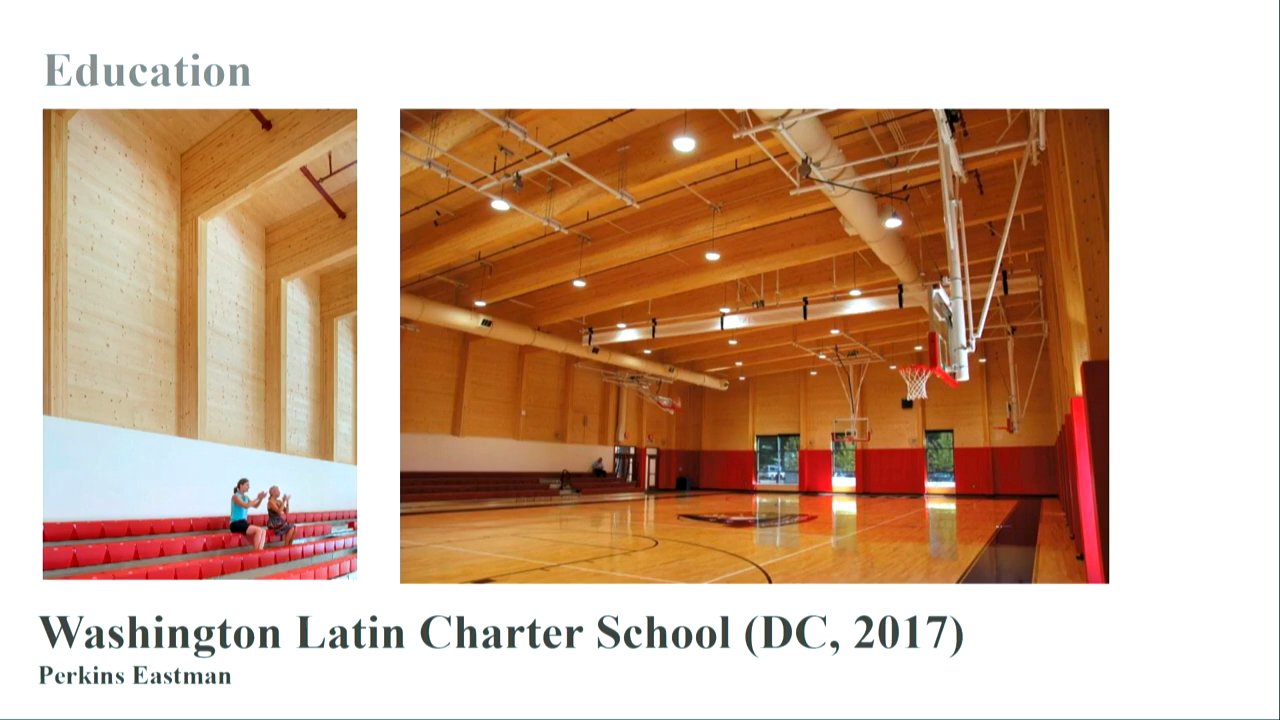 Education
Washington Latin Charter School (DC, 2017)
Perkins Eastman